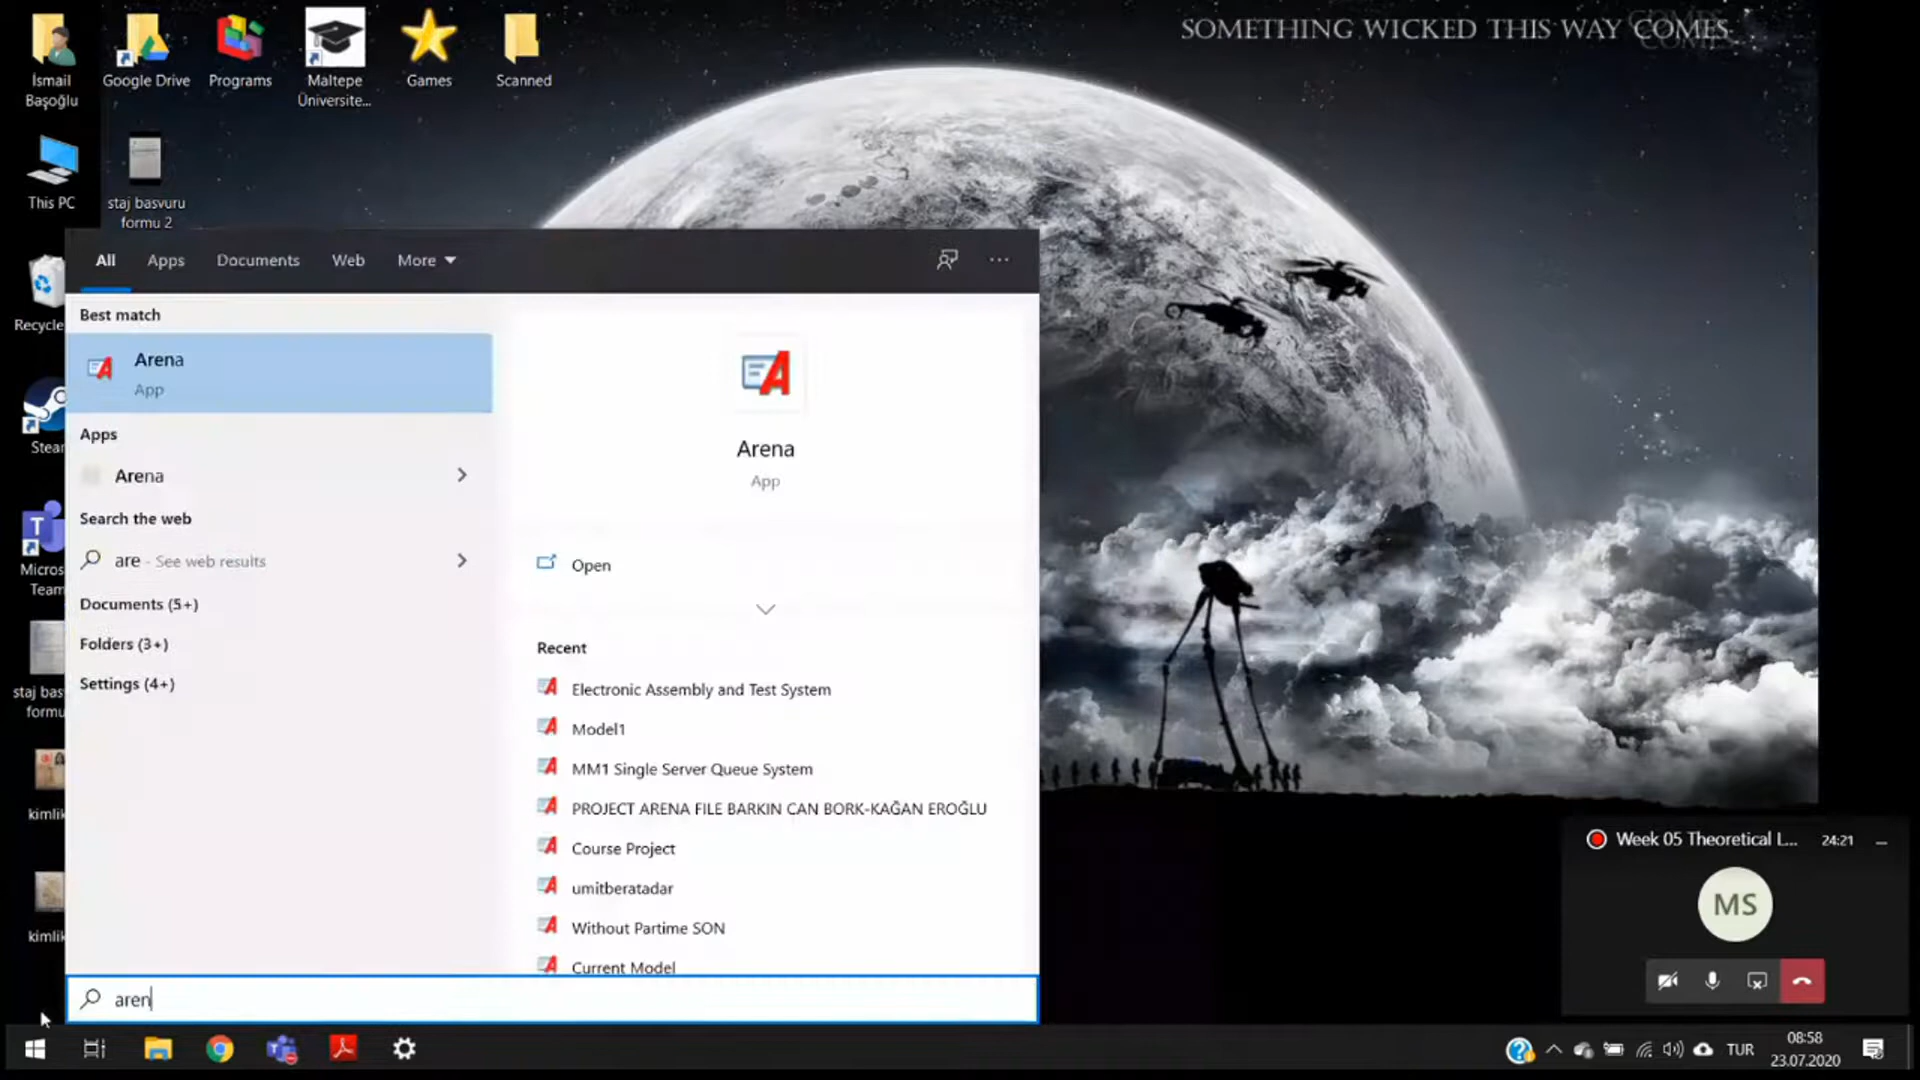 SOMETHING WICKED THIS WAY COMES
İsmail
Başoğlu
Google Drive
Programs
Maltepe
Üniversite...
Games
Scanned
This PC
staj basvuru
formu 2
Recycle
Stear
Micros
Team
staj bas
formu
kimlik
kimlik
All
Apps
Documents
Web
More
Best match
Arena
App
Apps
Arena
Search the web
are - See web results
Documents (5+)
Folders (3+)
Settings (4+)
Arena
App
Open
Recent
Electronic Assembly and Test System
Model1
MM1 Single Server Queue System
PROJECT ARENA FILE BARKIN CAN BORK-KAĞAN EROĞLU
Course Project
umitberatadar
Without Partime SON
Current Model
aren
Week 05 Theoretical L...
24:21
MS
TUR
08:58
23.07.2020